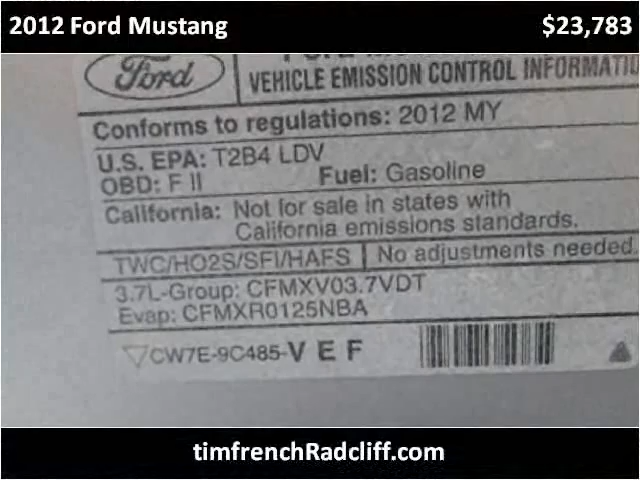 2012 Ford Mustang $23,783
Ford
VEHICLE EMISSION CONTROL INFORMATIO
Conforms to regulations: 2012 MY
U.S. EPA: T2B4 LDV
OBD: F II Fuel: Gasoline
California: Not for sale in states with
California emissions standards.
TWC/HO2S/SFI/HAFS No adjustments needed.
3.7L-Group: CFMXV03.7VDT
Evap: CFMXR0125NBA
CW7E-9C485-V E F
timfrenchRadcliff.com